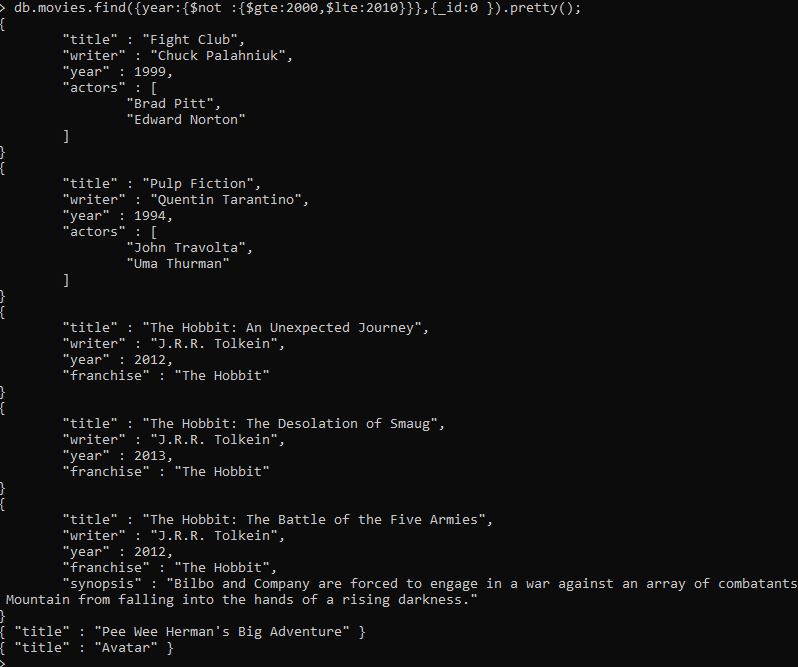 > db.movies.find({year:{$not :{$gte:2000,$lte:2010}}},{_id:0 }).pretty();
{
        "title" : "Fight Club",
        "writer" : "Chuck Palahniuk",
        "year" : 1999,
        "actors" : [
                "Brad Pitt",
                "Edward Norton"
        ]
}
{
        "title" : "Pulp Fiction",
        "writer" : "Quentin Tarantino",
        "year" : 1994,
        "actors" : [
                "John Travolta",
                "Uma Thurman"
        ]
}
{
        "title" : "The Hobbit: An Unexpected Journey",
        "writer" : "J.R.R. Tolkein",
        "year" : 2012,
        "franchise" : "The Hobbit"
}
{
        "title" : "The Hobbit: The Desolation of Smaug",
        "writer" : "J.R.R. Tolkein",
        "year" : 2013,
        "franchise" : "The Hobbit"
}
{
        "title" : "The Hobbit: The Battle of the Five Armies",
        "writer" : "J.R.R. Tolkein",
        "year" : 2012,
        "franchise" : "The Hobbit",
        "synopsis" : "Bilbo and Company are forced to engage in a war against an array of combatants
Mountain from falling into the hands of a rising darkness."
}
{ "title" : "Pee Wee Herman's Big Adventure" }
{ "title" : "Avatar" }
>